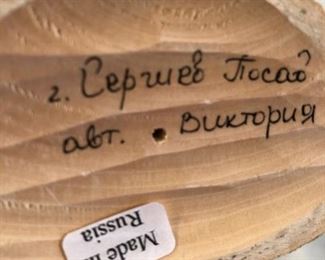 г. Сергиев Посад
авт. Виктория
Made in
Russia